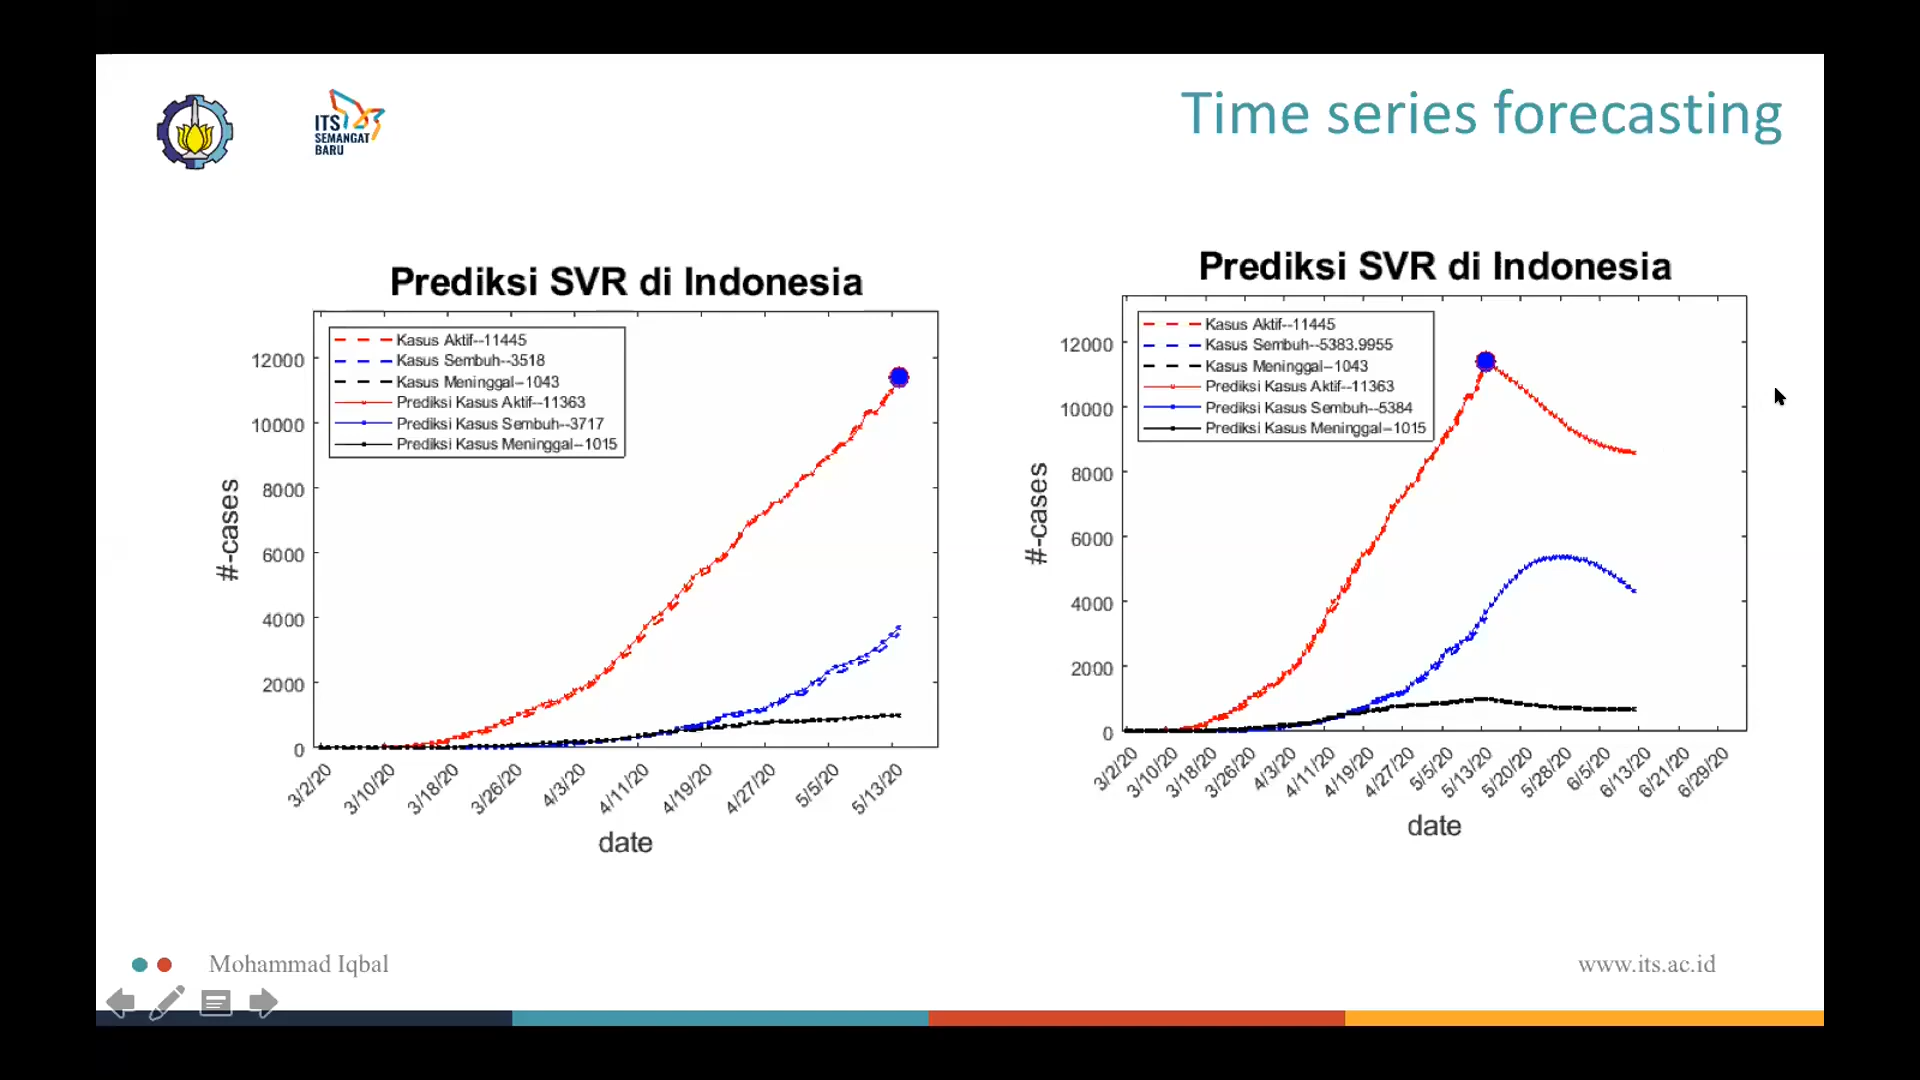 ITS
SEMANGAT
BARU
Time series forecasting
Prediksi SVR di Indonesia
Kasus Aktif--11445
Kasus Sembuh--3518
Kasus Meninggal--1043
Prediksi Kasus Aktif--11363
Prediksi Kasus Sembuh--3717
Prediksi Kasus Meninggal--1015
12000
10000
8000
6000
4000
2000
0
#-cases
3/2/20
3/10/20
3/18/20
3/26/20
4/3/20
4/11/20
4/19/20
4/27/20
5/5/20
5/13/20
date
Prediksi SVR di Indonesia
Kasus Aktif--11445
Kasus Sembuh--5383.9955
Kasus Meninggal--1043
Prediksi Kasus Aktif--11363
Prediksi Kasus Sembuh--5384
Prediksi Kasus Meninggal--1015
12000
10000
8000
6000
4000
2000
0
#-cases
3/2/20
3/10/20
3/18/20
3/26/20
4/3/20
4/11/20
4/19/20
4/27/20
5/5/20
5/13/20
5/20/20
5/28/20
6/5/20
6/13/20
6/21/20
6/29/20
date
Mohammad Iqbal
www.its.ac.id